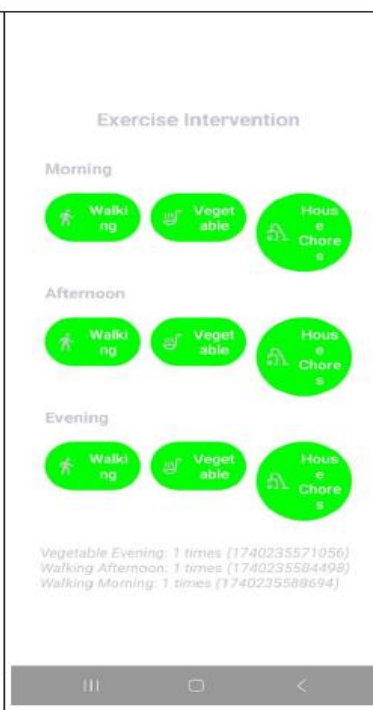 Exercise Intervention
Morning
Walki
ng
Veget
able
Hous
e
Chore
s
Afternoon
Walki
ng
Veget
able
Hous
e
Chore
s
Evening
Walki
ng
Veget
able
Hous
e
Chore
s
Vegetable Evening: 1 times (1740235571056)
Walking Afternoon: 1 times (1740235584498)
Walking Morning: 1 times (1740235588694)